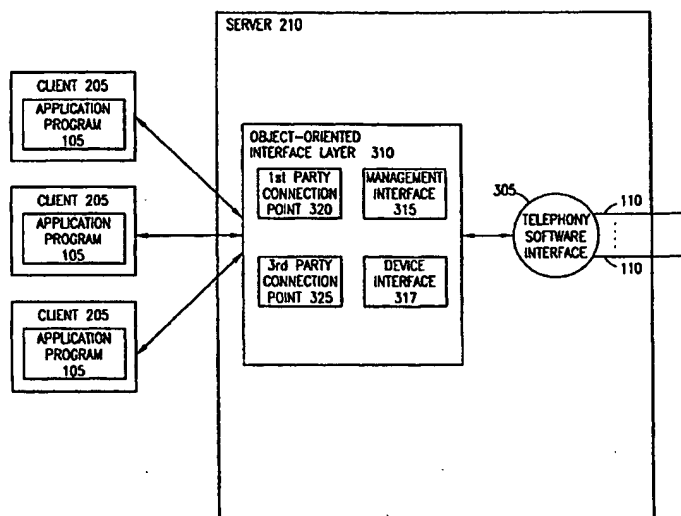 SERVER 210
CLIENT 205
APPLICATION
PROGRAM
105
CLIENT 205
APPLICATION
PROGRAM
105
CLIENT 205
APPLICATION
PROGRAM
105
OBJECT-ORIENTED
INTERFACE LAYER 310
1st PARTY
CONNECTION
POINT 320
MANAGEMENT
INTERFACE
315
3rd PARTY
CONNECTION
POINT 325
DEVICE
INTERFACE
317
305
TELEPHONY
SOFTWARE
INTERFACE
110
110